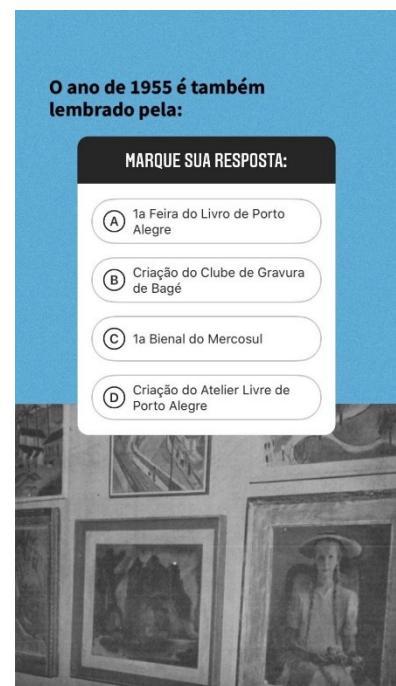 O ano de 1955 é também
lembrado pela:
MARQUE SUA RESPOSTA:
A 1a Feira do Livro de Porto
Alegre
B Criação do Clube de Gravura
de Bagé
C 1a Bienal do Mercosul
D Criação do Atelier Livre de
Porto Alegre